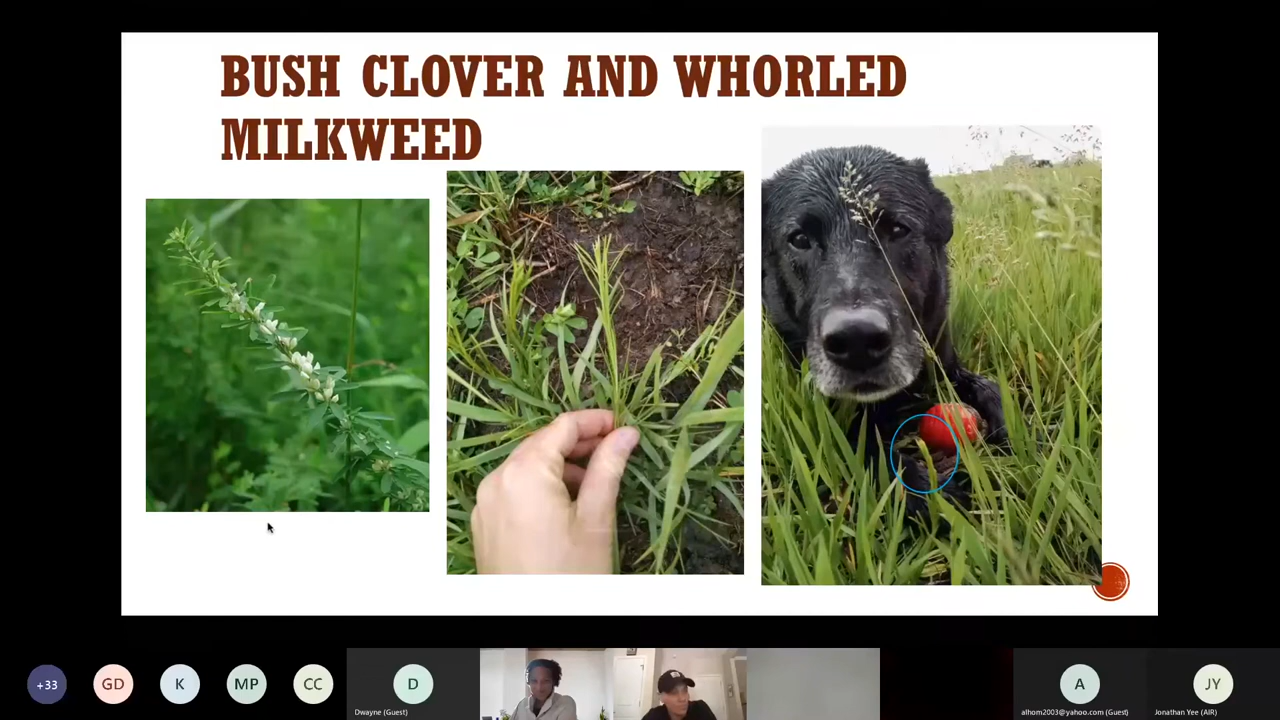 BUSH CLOVER AND WHORLED
MILKWEED
+33
GD
K
MP
CC
D
Dwayne (Guest)
A
alhom2003@yahoo.com (Guest)
JY
Jonathan Yee (AIR)